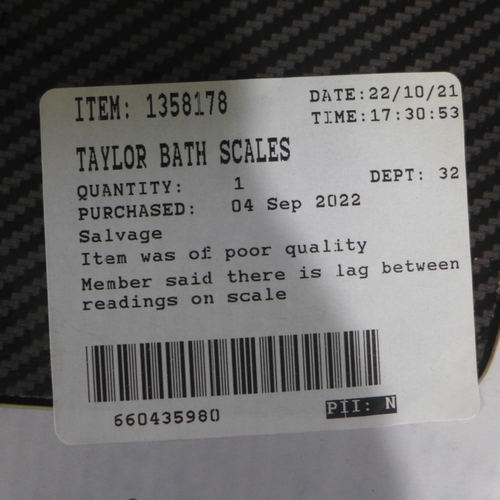 ITEM: 1358178 DATE:22/10/21
TIME:17:30:53
TAYLOR BATH SCALES
QUANTITY: 1 DEPT: 32
PURCHASED: 04 Sep 2022
Salvage
Item was of poor quality
Member said there is lag between
readings on scale
660435980 PII: N